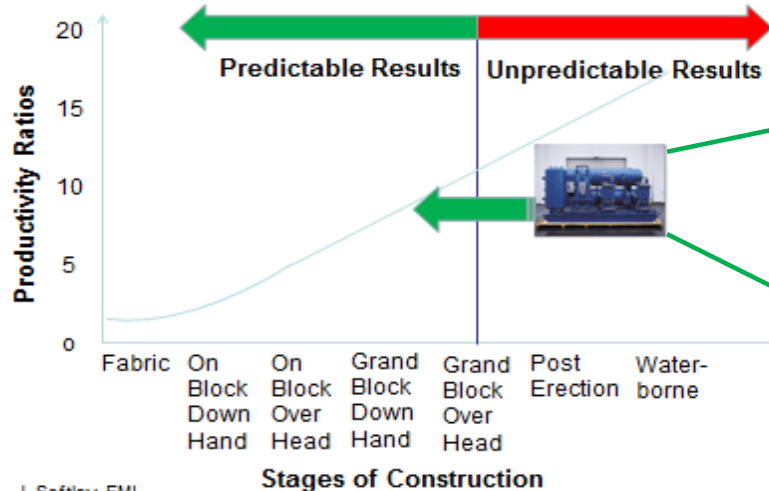 20
Predictable Results
Unpredictable Results
15
10
5
0
Productivity Ratios
Fabric
On
Block
Down
Hand
On
Block
Over
Head
Grand
Block
Down
Hand
Grand
Block
Over
Head
Post
Erection
Water-
borne
Stages of Construction